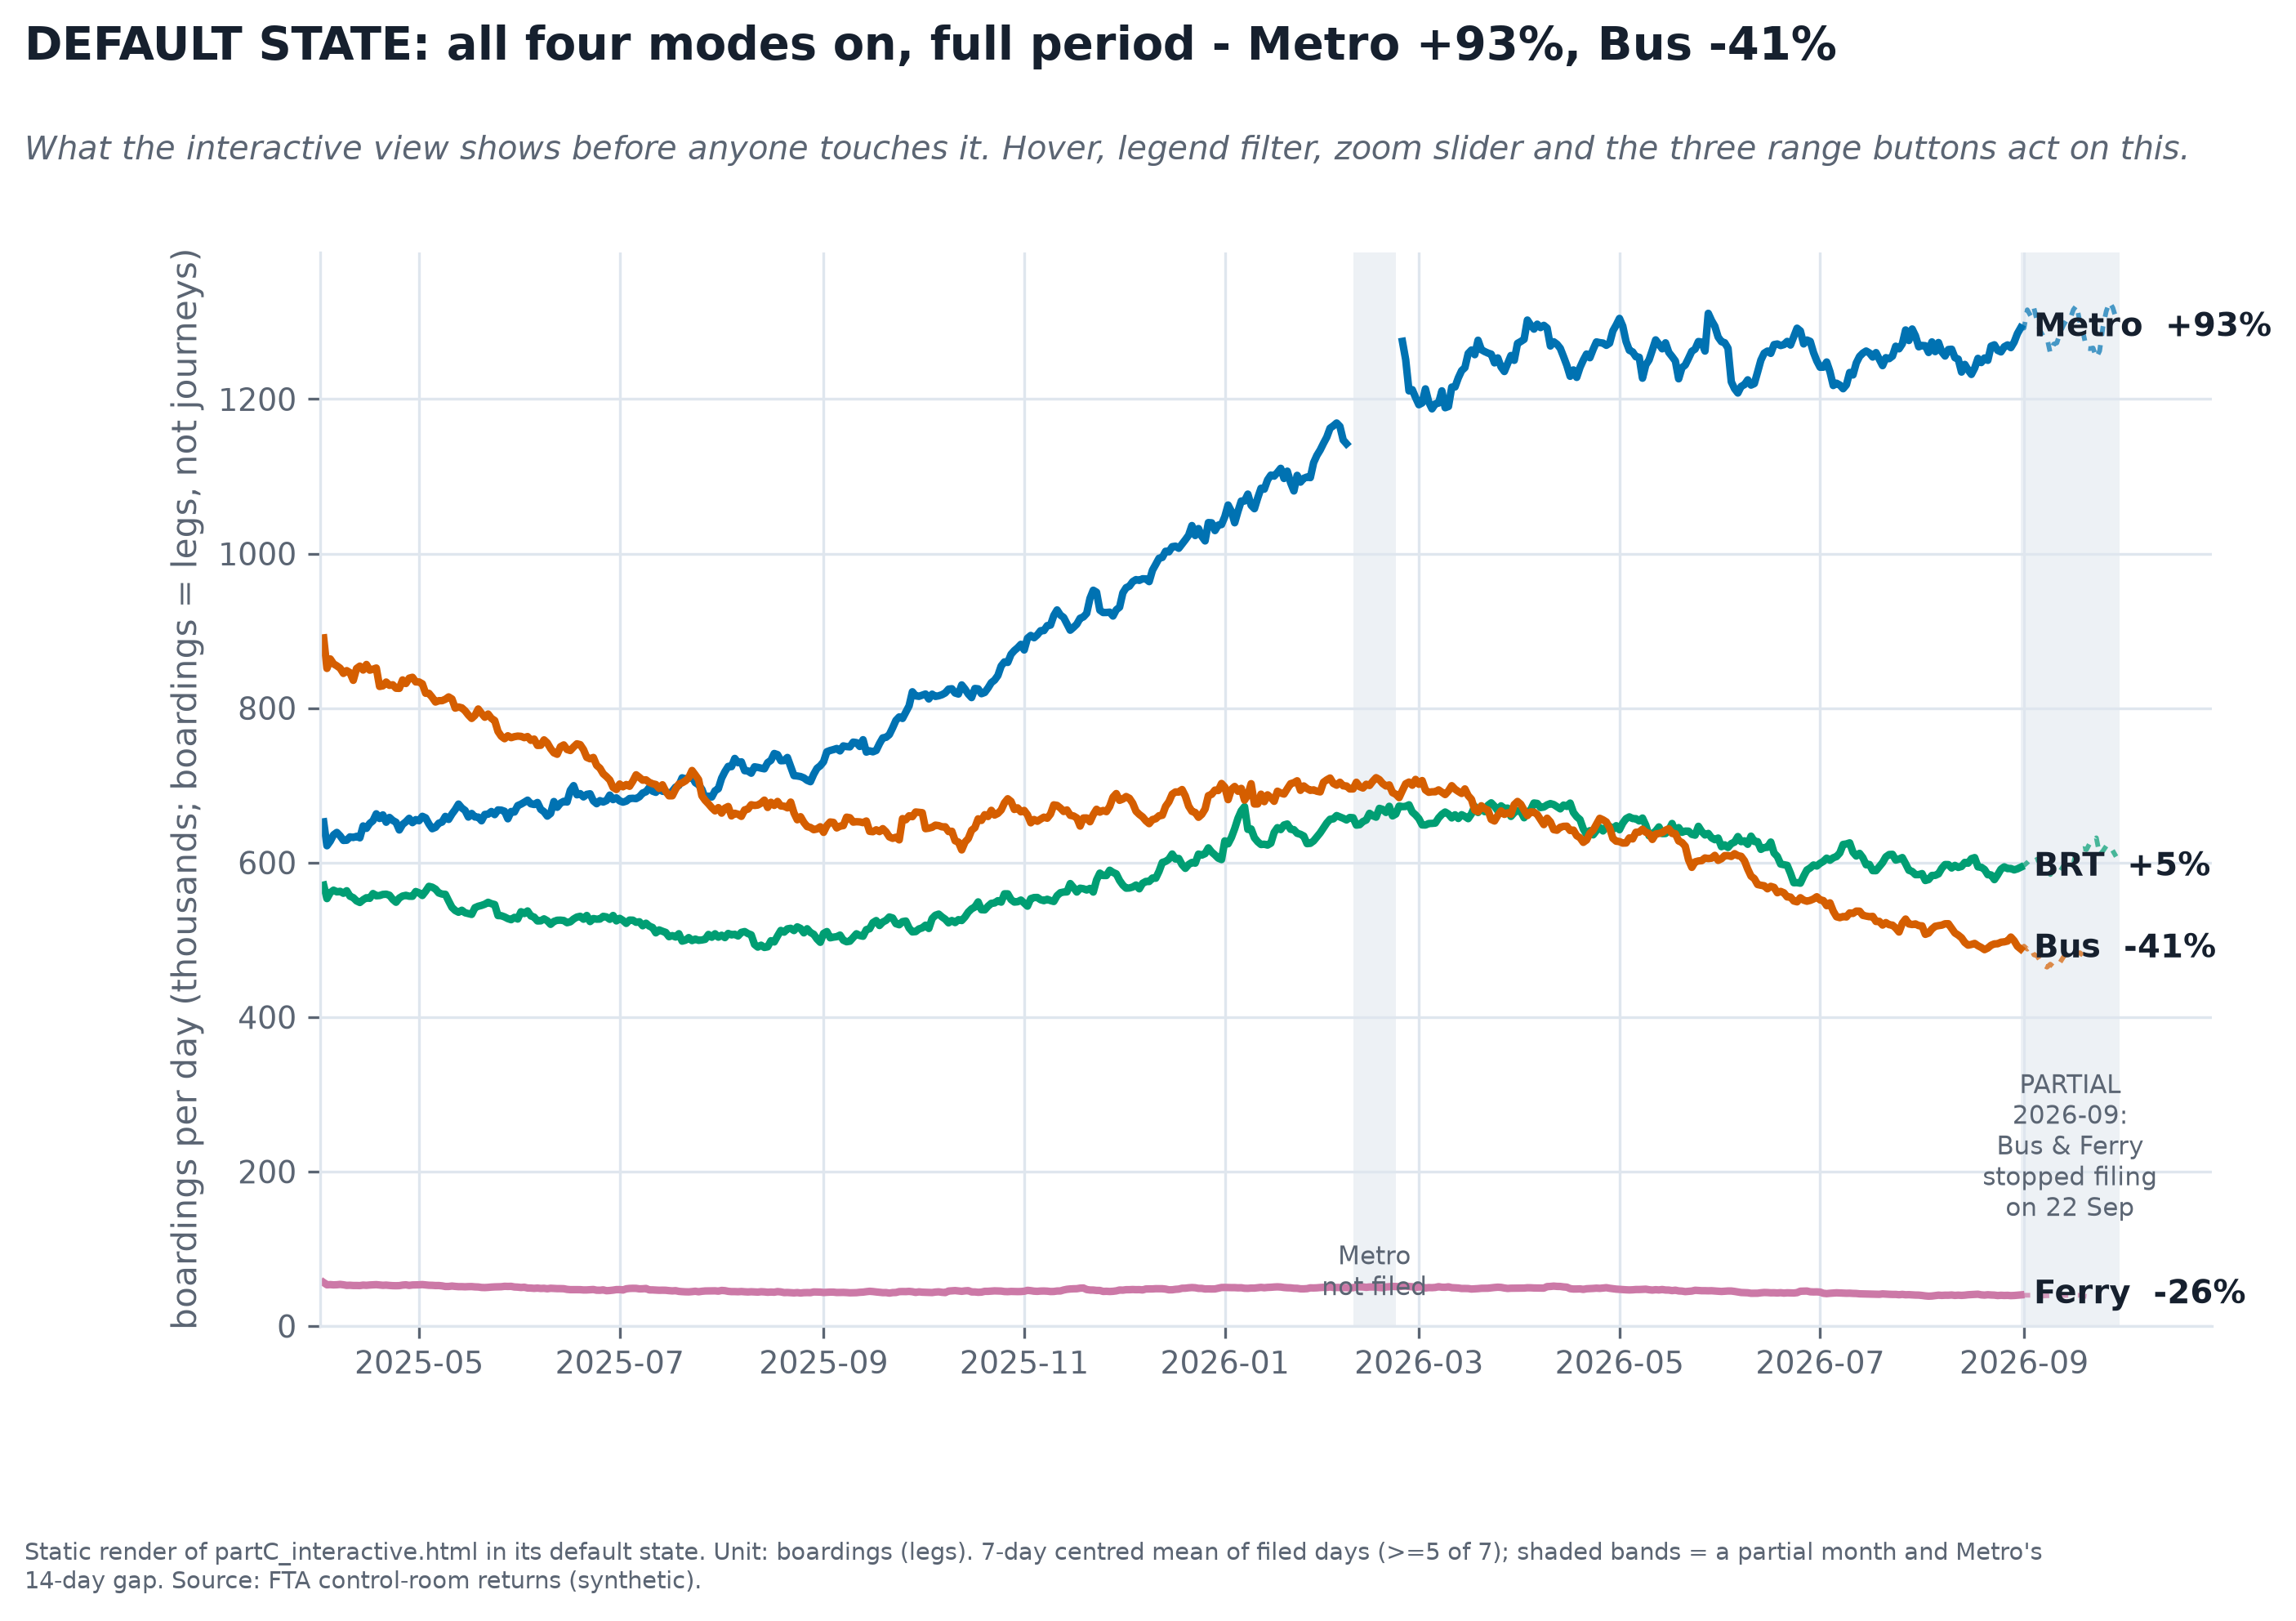 DEFAULT STATE: all four modes on, full period - Metro +93%, Bus -41%
What the interactive view shows before anyone touches it. Hover, legend filter, zoom slider and the three range buttons act on this.
boardings per day (thousands; boardings = legs, not journeys)
1200
1000
800
600
400
200
0
Metro +93%
BRT +5%
Bus -41%
PARTIAL
2026-09:
Bus & Ferry
stopped filing
on 22 Sep
Metro
not filed
Ferry -26%
2025-05
2025-07
2025-09
2025-11
2026-01
2026-03
2026-05
2026-07
2026-09
Static render of partC_interactive.html in its default state. Unit: boardings (legs). 7-day centred mean of filed days (>=5 of 7); shaded bands = a partial month and Metro's
14-day gap. Source: FTA control-room returns (synthetic).